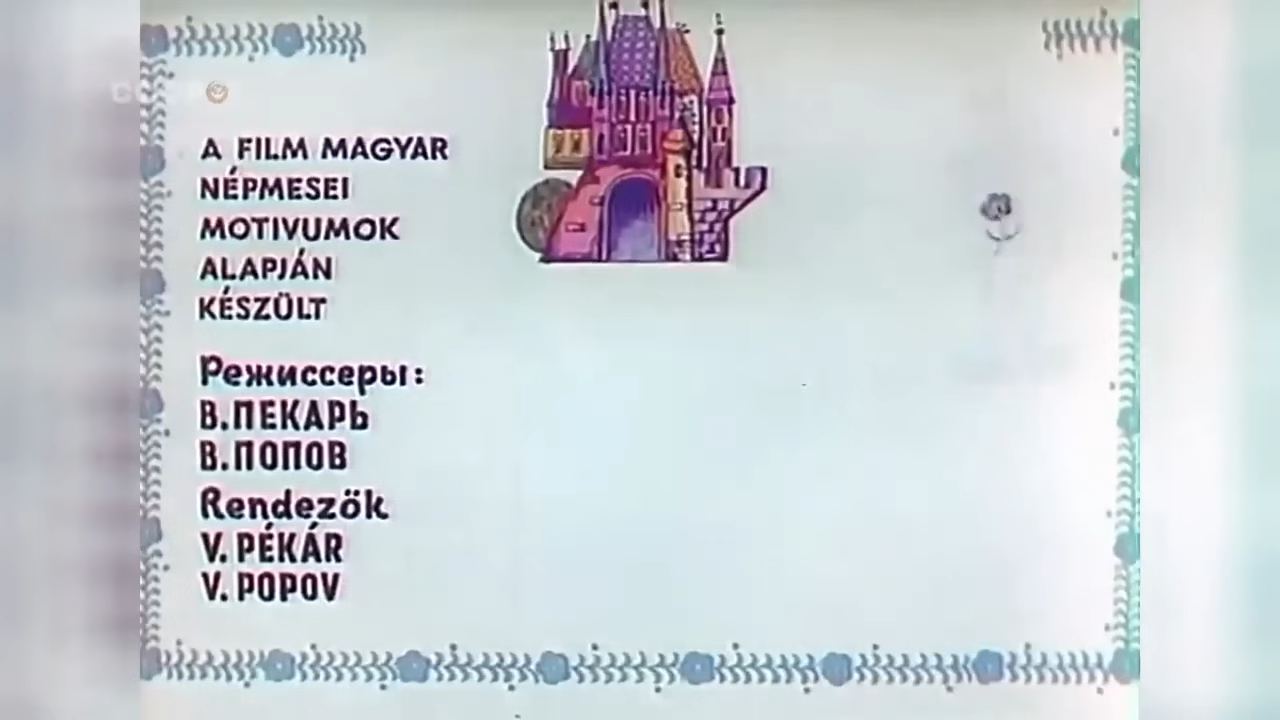 A FILM MAGYAR
NÉPMESEI
MOTIVUMOK
ALAPJÁN
KÉSZÜLT
Режиссеры:
В.ПЕКАРЬ
В.ПОПОВ
Rendezök
V. PÉKÁR
V. POPOV